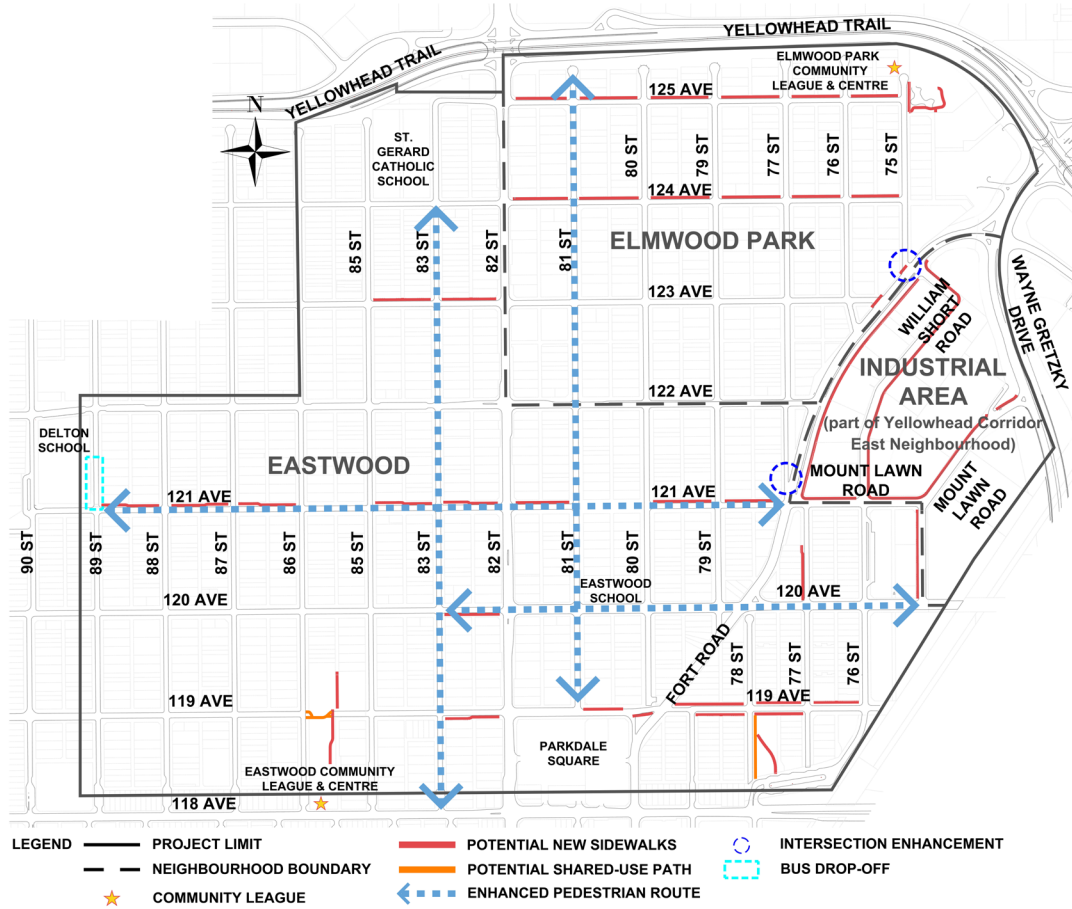 YELLOWHEAD TRAIL
YELLOWHEAD TRAIL
ELMWOOD PARK
COMMUNITY
LEAGUE & CENTRE
N
125 AVE
ST.
GERARD
CATHOLIC
SCHOOL
80 ST
79 ST
77 ST
76 ST
75 ST
124 AVE
85 ST
83 ST
82 ST
81 ST
ELMWOOD PARK
123 AVE
WILLIAM
SHORT
ROAD
WAYNE GRETZKY
DRIVE
INDUSTRIAL
AREA
(part of Yellowhead Corridor
East Neighbourhood)
122 AVE
DELTON
SCHOOL
EASTWOOD
MOUNT LAWN
ROAD
MOUNT
LAWN
ROAD
121 AVE
121 AVE
90 ST
89 ST
88 ST
87 ST
86 ST
85 ST
83 ST
82 ST
81 ST
80 ST
79 ST
EASTWOOD
SCHOOL
120 AVE
120 AVE
FORT ROAD
78 ST
77 ST
76 ST
119 AVE
119 AVE
PARKDALE
SQUARE
EASTWOOD COMMUNITY
LEAGUE & CENTRE
118 AVE
LEGEND
PROJECT LIMIT
NEIGHBOURHOOD BOUNDARY
COMMUNITY LEAGUE
POTENTIAL NEW SIDEWALKS
POTENTIAL SHARED-USE PATH
ENHANCED PEDESTRIAN ROUTE
INTERSECTION ENHANCEMENT
BUS DROP-OFF